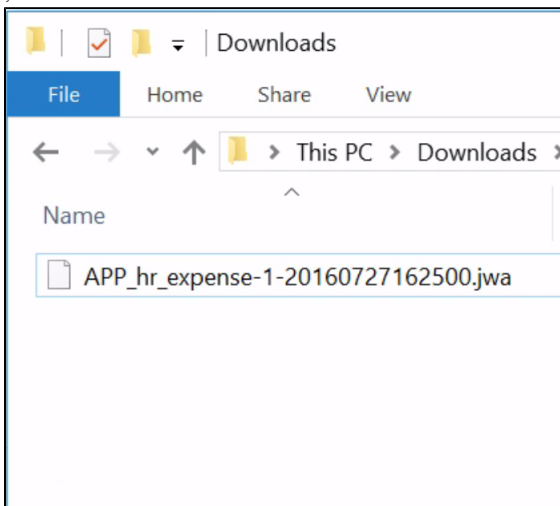 Downloads
File Home Share View
This PC Downloads
Name
APP_hr_expense-1-20160727162500.jwa